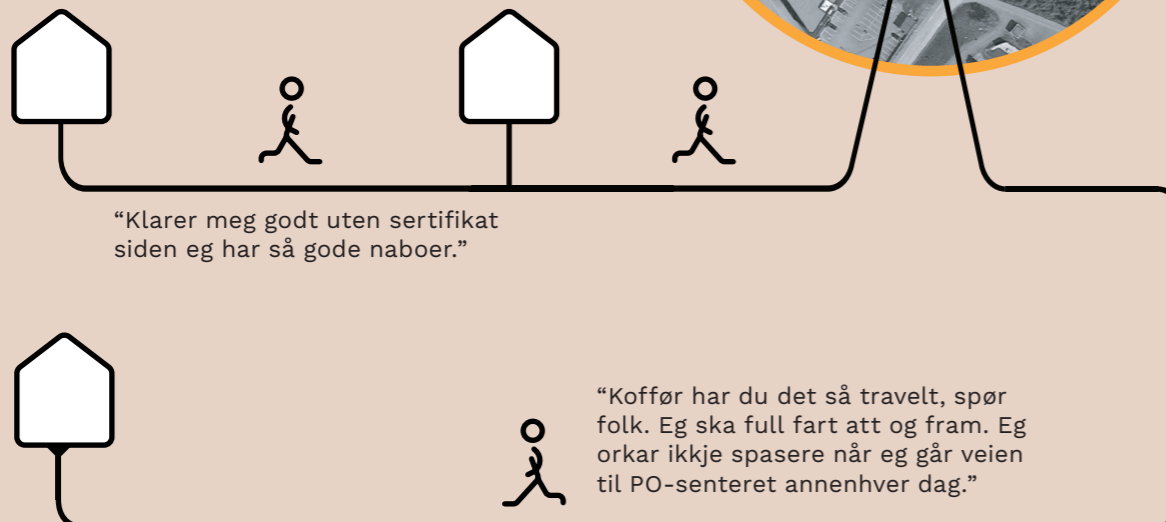 “Klarer meg godt uten sertifikat
siden eg har så gode naboer.”
“Koffør har du det så travelt, spør
folk. Eg ska full fart att og fram. Eg
orkar ikkje spasere når eg går veien
til PO-senteret annenhver dag.”